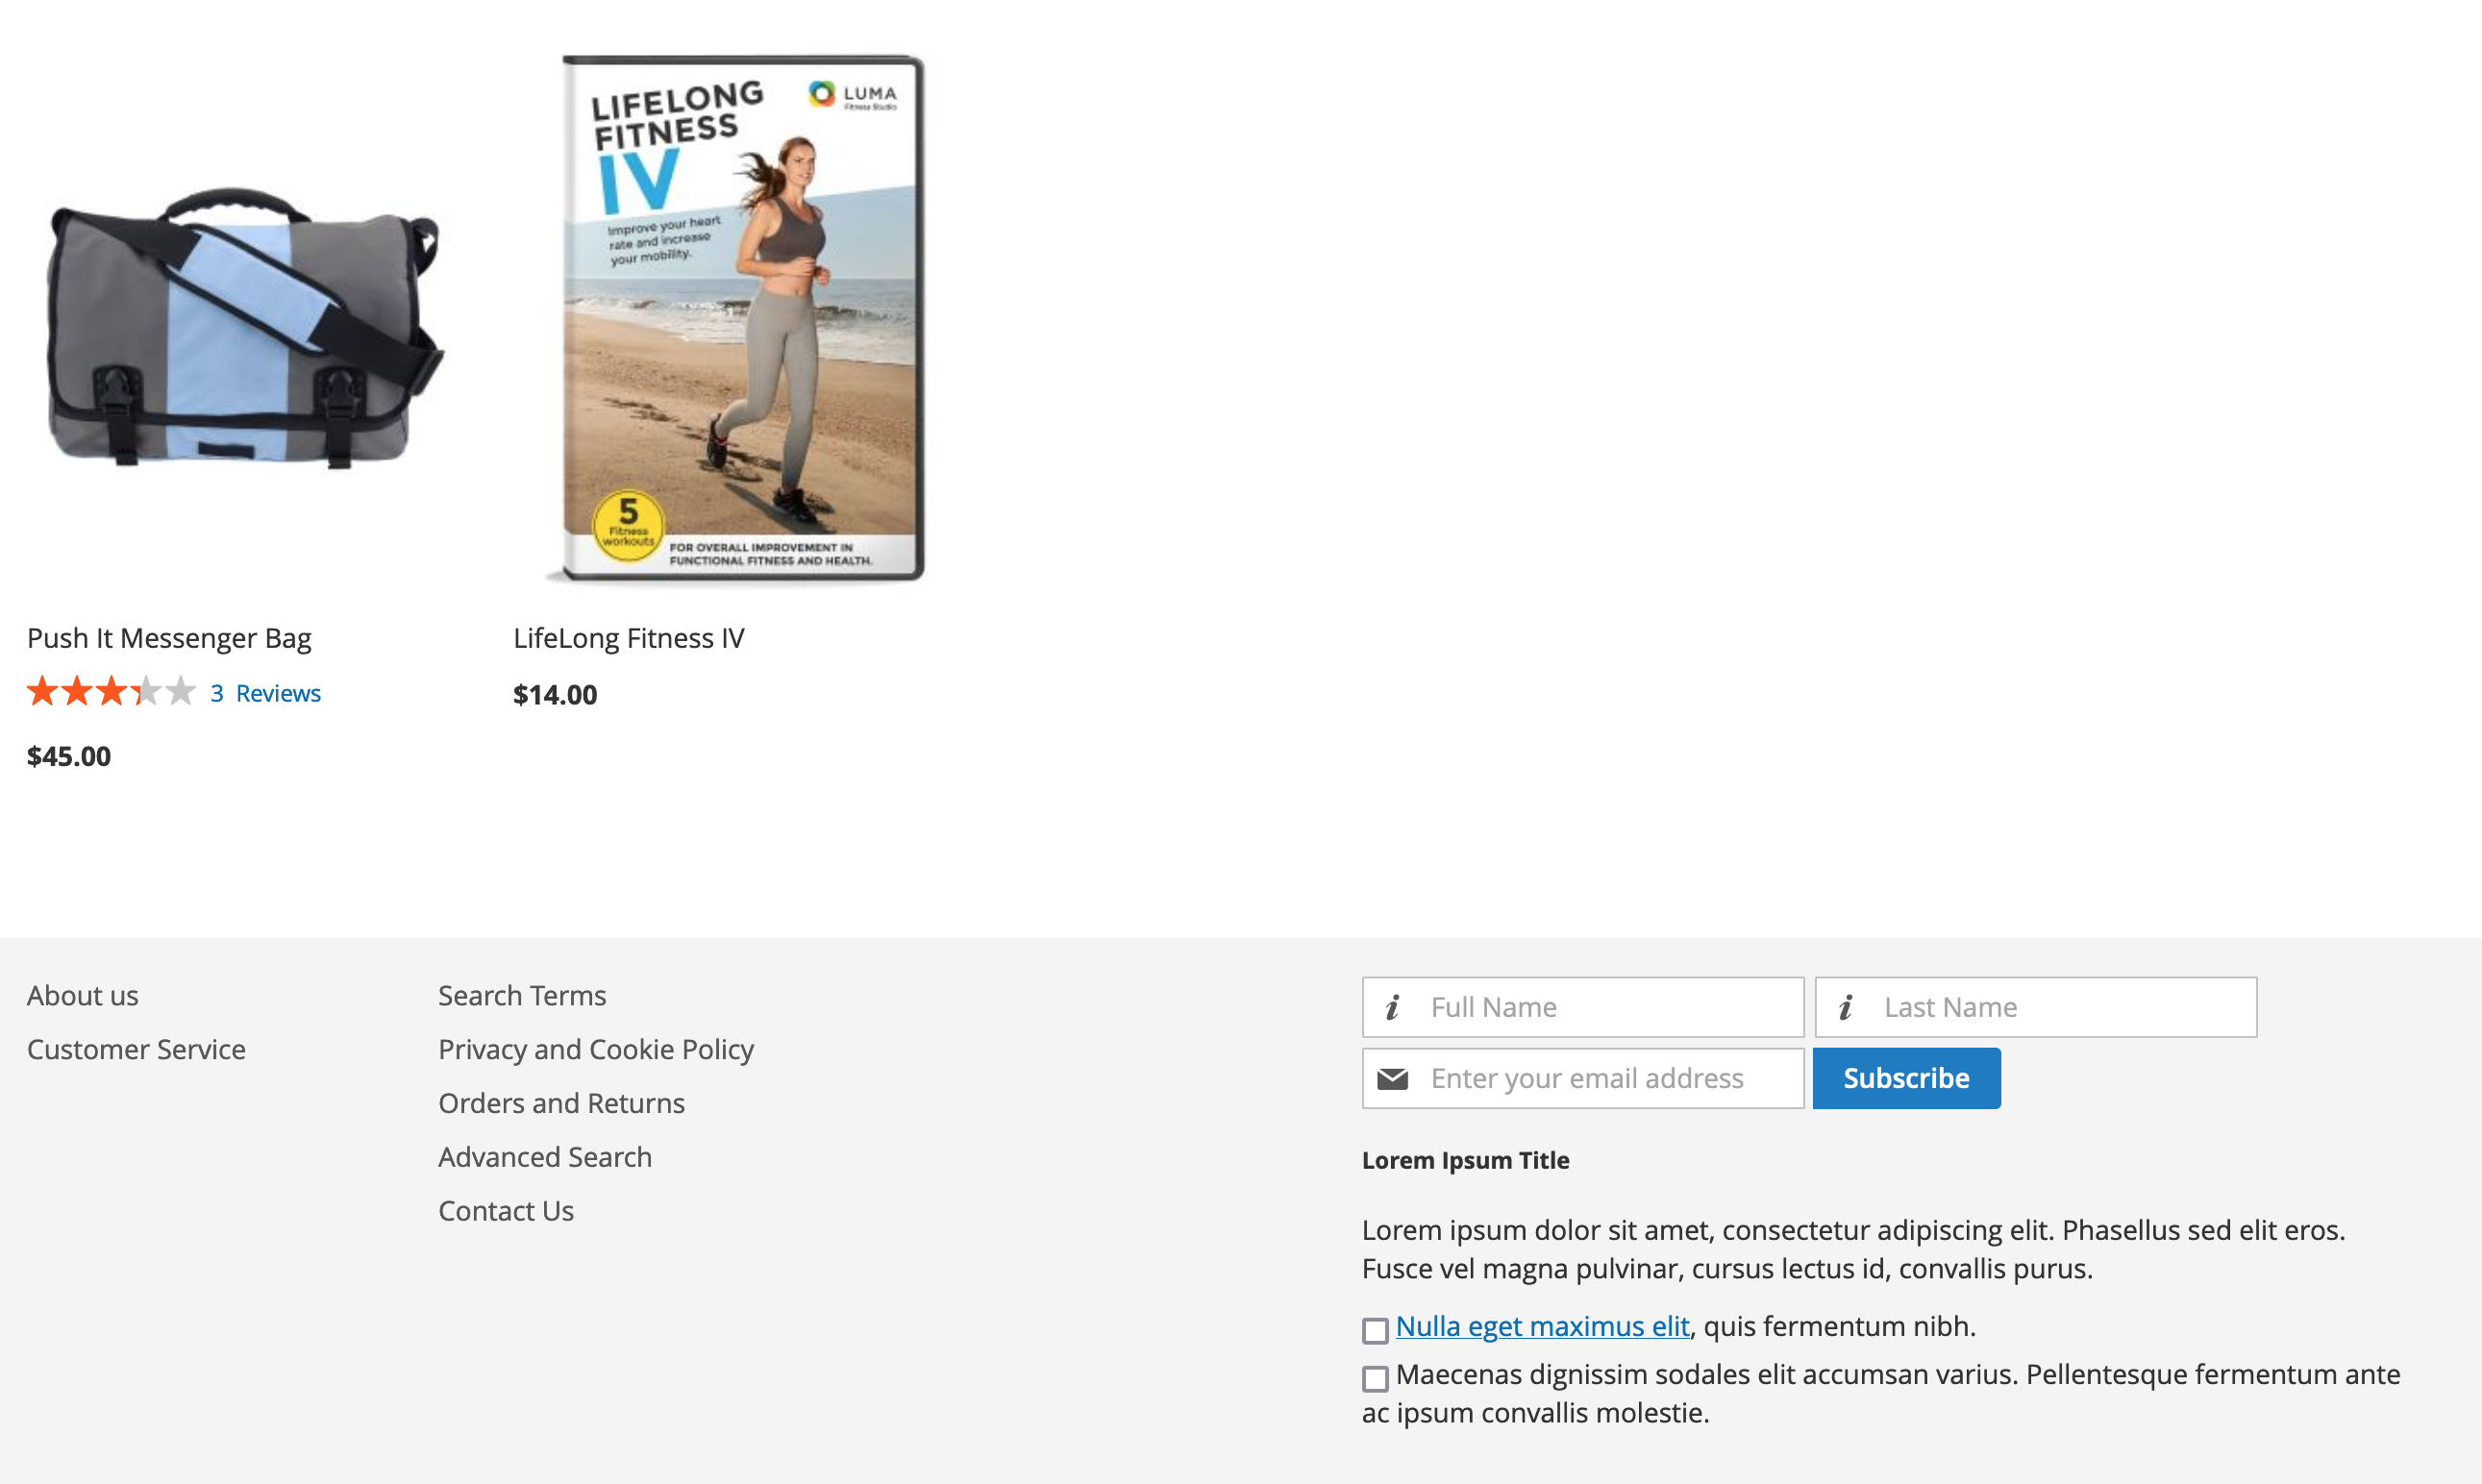 LIFELONG
FITNESS
IV
LUMA
Fitness Studio
Improve your heart
rate and increase
your mobility.
5
Fitness
workouts
FOR OVERALL IMPROVEMENT IN
FUNCTIONAL FITNESS AND HEALTH.
Push It Messenger Bag
3 Reviews
$45.00
LifeLong Fitness IV
$14.00
About us
Customer Service
Search Terms
Privacy and Cookie Policy
Orders and Returns
Advanced Search
Contact Us
Full Name
Last Name
Enter your email address
Subscribe
Lorem Ipsum Title
Lorem ipsum dolor sit amet, consectetur adipiscing elit. Phasellus sed elit eros.
Fusce vel magna pulvinar, cursus lectus id, convallis purus.
Nulla eget maximus elit, quis fermentum nibh.
Maecenas dignissim sodales elit accumsan varius. Pellentesque fermentum ante
ac ipsum convallis molestie.